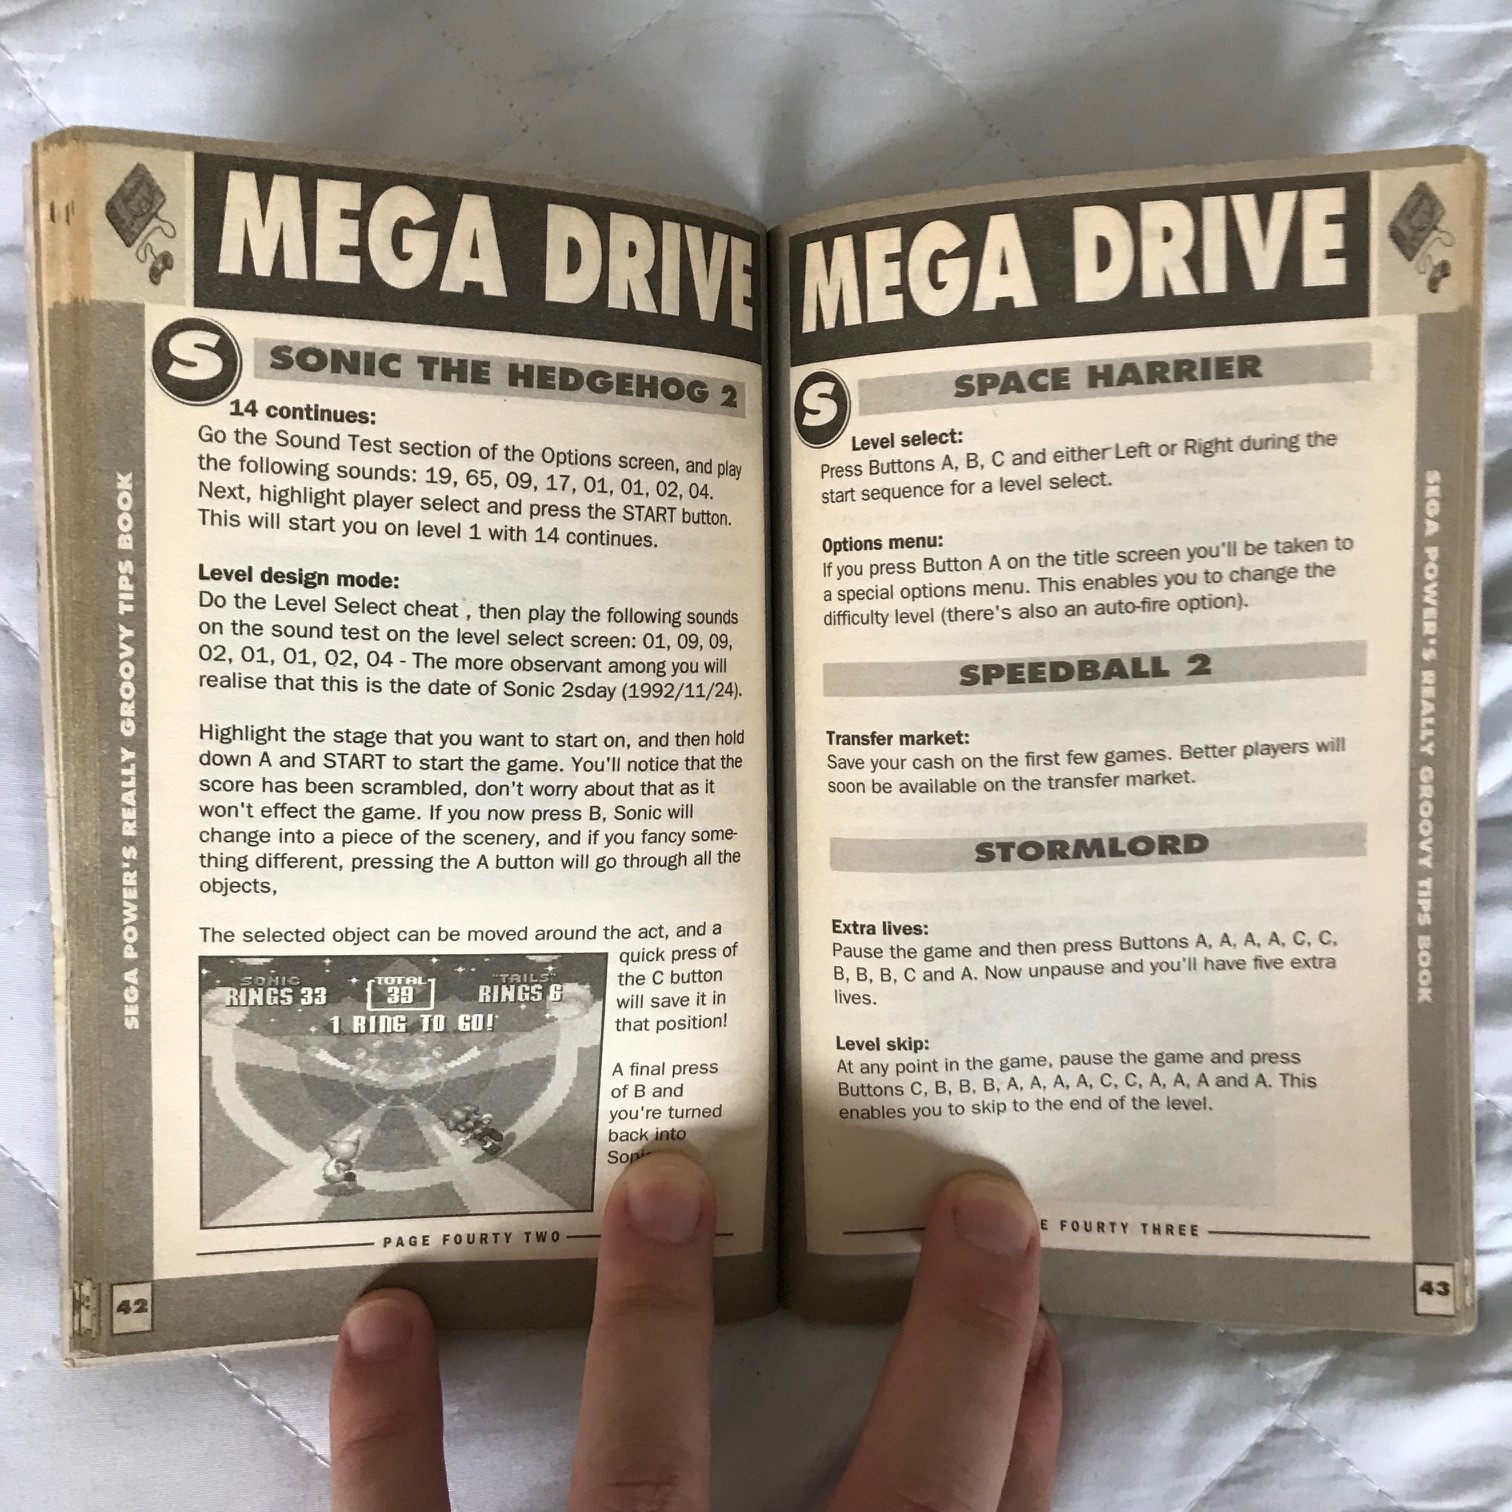 MEGA DRIVE
S
SONIC THE HEDGEHOG 2
14 continues:
Go the Sound Test section of the Options screen, and play
the following sounds: 19, 65, 09, 17, 01, 01, 02, 04.
Next, highlight player select and press the START button.
This will start you on level 1 with 14 continues.
Level design mode:
Do the Level Select cheat , then play the following sounds
on the sound test on the level select screen: 01, 09, 09,
02, 01, 01, 02, 04 - The more observant among you will
realise that this is the date of Sonic 2sday (1992/11/24).
Highlight the stage that you want to start on, and then hold
down A and START to start the game. You'll notice that the
score has been scrambled, don't worry about that as it
won't effect the game. If you now press B, Sonic will
change into a piece of the scenery, and if you fancy some-
thing different, pressing the A button will go through all the
objects,
The selected object can be moved around the act, and a
quick press of
the C button
will save it in
that position!
A final press
of B and
you're turned
back into
SONIC
RINGS 33
TOTAL
39
"TAILS"
RINGS 6
1 RING TO GO!
PAGE FOURTY TWO
42
SEGA POWER'S REALLY GROOVY TIPS BOOK
MEGA DRIVE
S
SPACE HARRIER
Level select:
Press Buttons A, B, C and either Left or Right during the
start sequence for a level select.
Options menu:
If you press Button A on the title screen you'll be taken to
a special options menu. This enables you to change the
difficulty level (there's also an auto-fire option).
SPEEDBALL 2
Transfer market:
Save your cash on the first few games. Better players will
soon be available on the transfer market.
STORMLORD
Extra lives:
Pause the game and then press Buttons A, A, A, A, C, C,
B, B, B, C and A. Now unpause and you'll have five extra
lives.
Level skip:
At any point in the game, pause the game and press
Buttons C, B, B, B, A, A, A, A, C, C, A, A, A and A. This
enables you to skip to the end of the level.
E FOURTY THREE
43
SEGA POWER'S REALLY GROOVY TIPS BOOK